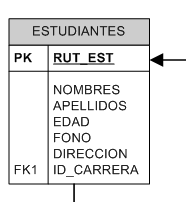 ESTUDIANTES
PK RUT_EST
NOMBRES
APELLIDOS
EDAD
FONO
DIRECCION
FK1 ID_CARRERA